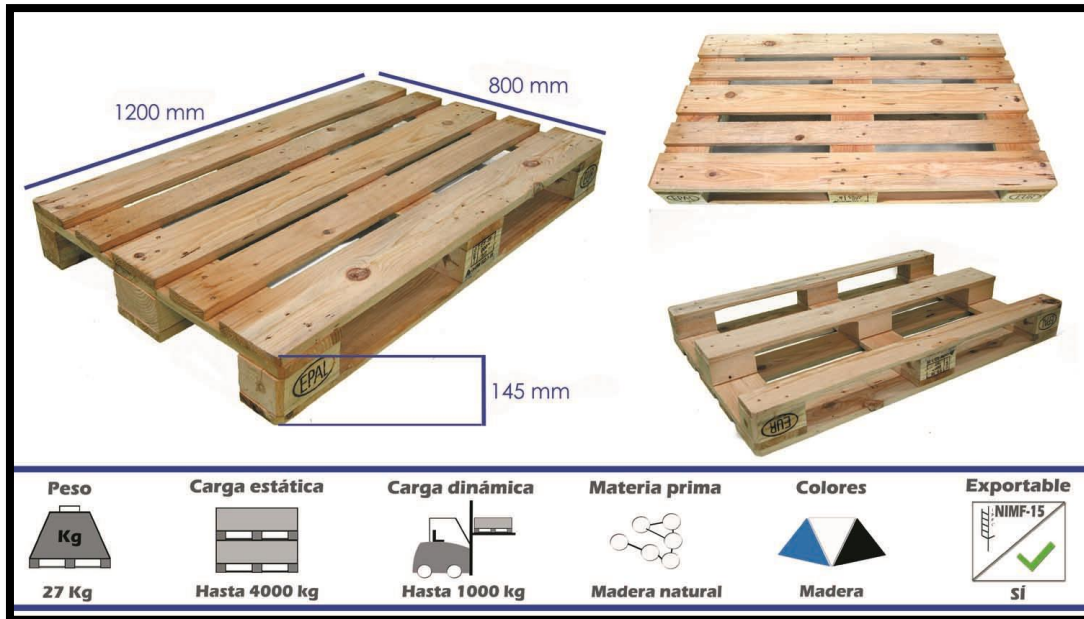 1200 mm
800 mm
145 mm
EPAL
EUR
Peso
Carga estática
Carga dinámica
Materia prima
Colores
Exportable
Kg
NIMF-15
27 Kg
Hasta 4000 kg
Hasta 1000 kg
Madera natural
Madera
SÍ